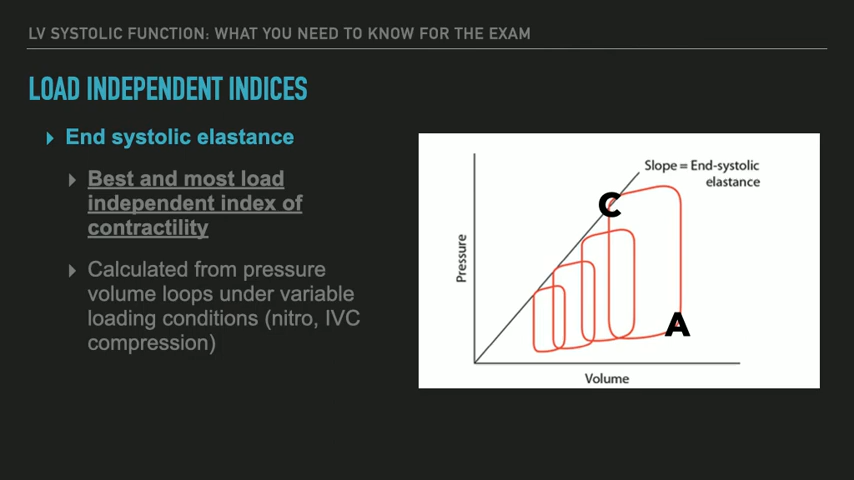 LV SYSTOLIC FUNCTION: WHAT YOU NEED TO KNOW FOR THE EXAM
LOAD INDEPENDENT INDICES
End systolic elastance
Best and most load
independent index of
contractility
Calculated from pressure
volume loops under variable
loading conditions (nitro, IVC
compression)
Slope = End-systolic
elastance
C
Pressure
A
Volume